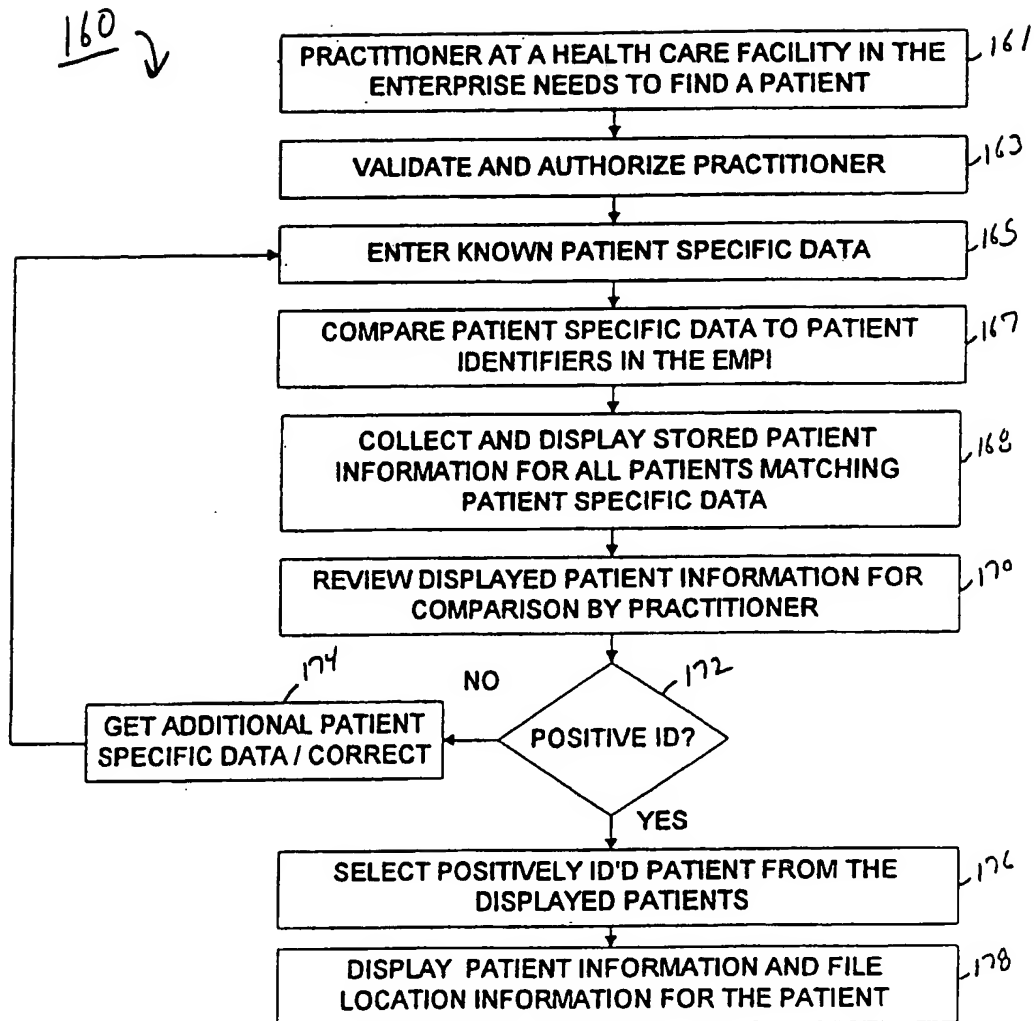 160
PRACTITIONER AT A HEALTH CARE FACILITY IN THE
ENTERPRISE NEEDS TO FIND A PATIENT
161
VALIDATE AND AUTHORIZE PRACTITIONER
163
ENTER KNOWN PATIENT SPECIFIC DATA
165
COMPARE PATIENT SPECIFIC DATA TO PATIENT
IDENTIFIERS IN THE EMPI
167
COLLECT AND DISPLAY STORED PATIENT
INFORMATION FOR ALL PATIENTS MATCHING
PATIENT SPECIFIC DATA
168
REVIEW DISPLAYED PATIENT INFORMATION FOR
COMPARISON BY PRACTITIONER
170
172
POSITIVE ID?
NO
174
GET ADDITIONAL PATIENT
SPECIFIC DATA / CORRECT
YES
SELECT POSITIVELY ID'D PATIENT FROM THE
DISPLAYED PATIENTS
176
DISPLAY PATIENT INFORMATION AND FILE
LOCATION INFORMATION FOR THE PATIENT
178